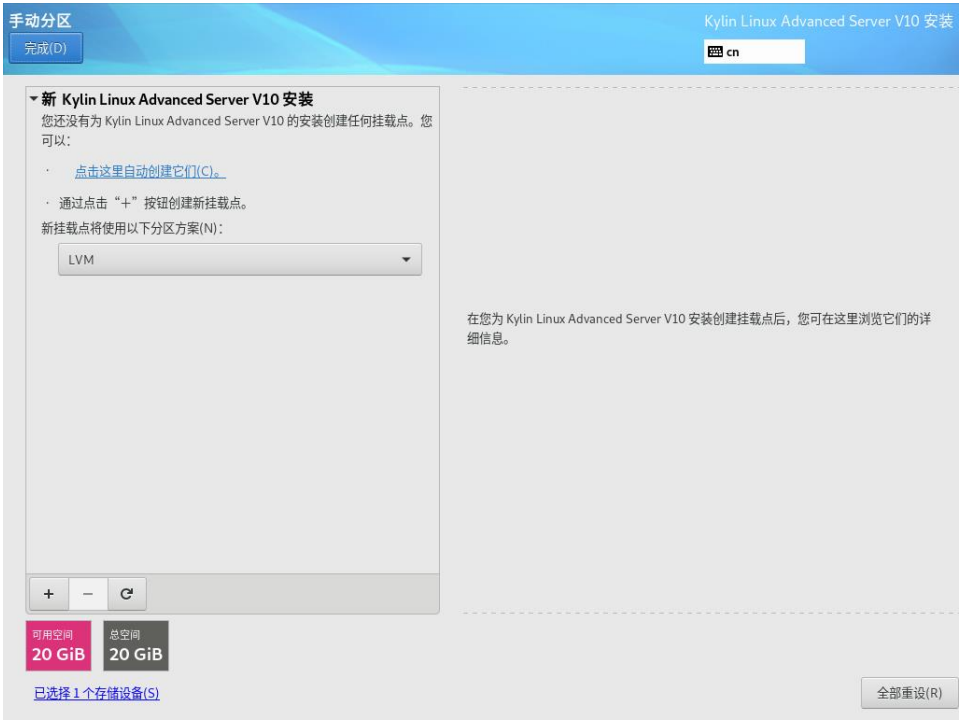 手动分区
Kylin Linux Advanced Server V10 安装
完成(D)
cn
新 Kylin Linux Advanced Server V10 安装
您还没有为 Kylin Linux Advanced Server V10 的安装创建任何挂载点。您
可以：
· 点击这里自动创建它们(C)。
· 通过点击“+”按钮创建新挂载点。
新挂载点将使用以下分区方案(N)：
LVM
在您为 Kylin Linux Advanced Server V10 安装创建挂载点后，您可在这里浏览它们的详
细信息。
+ −
可用空间
20 GiB
总空间
20 GiB
已选择 1 个存储设备(S)
全部重设(R)